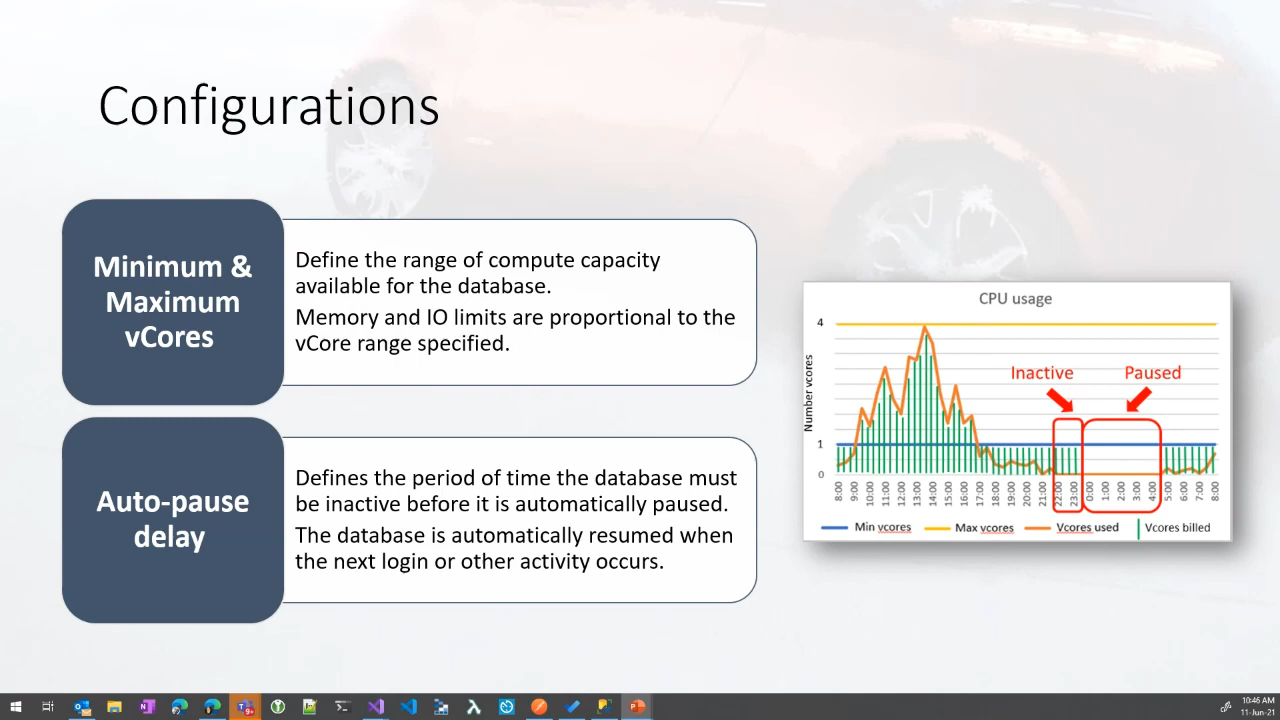 Configurations
Minimum &
Maximum
vCores
Define the range of compute capacity
available for the database.
Memory and IO limits are proportional to the
vCore range specified.
Auto-pause
delay
Defines the period of time the database must
be inactive before it is automatically paused.
The database is automatically resumed when
the next login or other activity occurs.
CPU usage
Number vcores
4
1
0
Inactive
Paused
8:00 9:00 10:00 11:00 12:00 13:00 14:00 15:00 16:00 17:00 18:00 19:00 20:00 21:00 22:00 23:00 0:00 1:00 2:00 3:00 4:00 5:00 6:00 7:00 8:00
Min vcores Max vcores Vcores used Vcores billed
10:46 AM
11-Jun-21